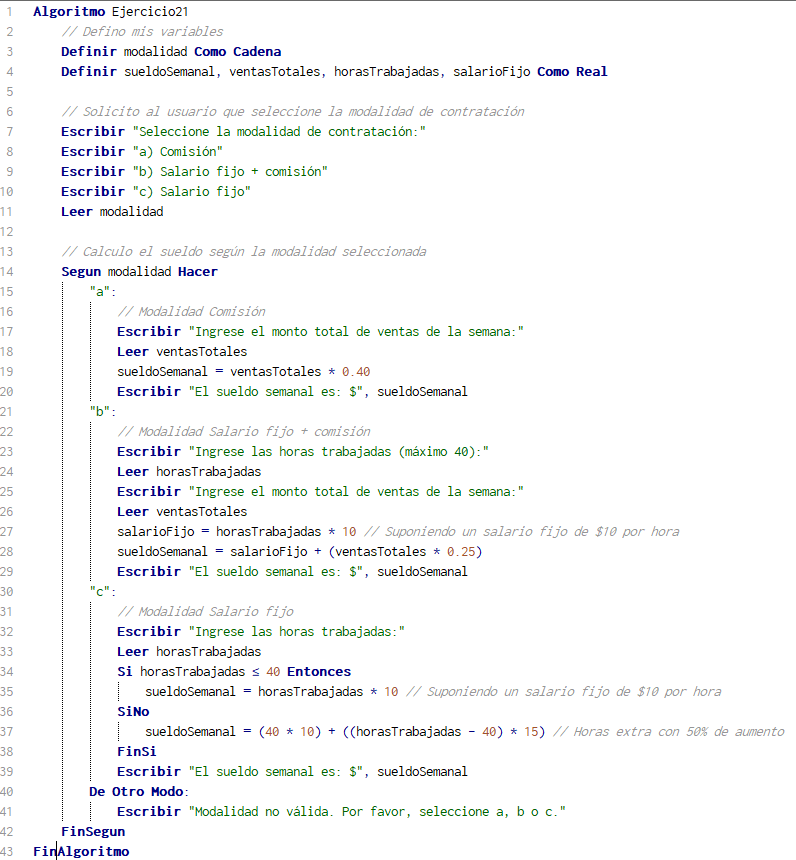 1 Algoritmo Ejercicio21
2 // Defino mis variables
3 Definir modalidad Como Cadena
4 Definir sueldoSemanal, ventasTotales, horasTrabajadas, salarioFijo Como Real
5
6 // Solicito al usuario que seleccione la modalidad de contratación
7 Escribir "Seleccione la modalidad de contratación:"
8 Escribir "a) Comisión"
9 Escribir "b) Salario fijo + comisión"
10 Escribir "c) Salario fijo"
11 Leer modalidad
12
13 // Calculo el sueldo según la modalidad seleccionada
14 Segun modalidad Hacer
15 "a":
16 // Modalidad Comisión
17 Escribir "Ingrese el monto total de ventas de la semana:"
18 Leer ventasTotales
19 sueldoSemanal = ventasTotales * 0.40
20 Escribir "El sueldo semanal es: $", sueldoSemanal
21 "b":
22 // Modalidad Salario fijo + comisión
23 Escribir "Ingrese las horas trabajadas (máximo 40):"
24 Leer horasTrabajadas
25 Escribir "Ingrese el monto total de ventas de la semana:"
26 Leer ventasTotales
27 salarioFijo = horasTrabajadas * 10 // Suponiendo un salario fijo de $10 por hora
28 sueldoSemanal = salarioFijo + (ventasTotales * 0.25)
29 Escribir "El sueldo semanal es: $", sueldoSemanal
30 "c":
31 // Modalidad Salario fijo
32 Escribir "Ingrese las horas trabajadas:"
33 Leer horasTrabajadas
34 Si horasTrabajadas ≤ 40 Entonces
35 sueldoSemanal = horasTrabajadas * 10 // Suponiendo un salario fijo de $10 por hora
36 SiNo
37 sueldoSemanal = (40 * 10) + ((horasTrabajadas - 40) * 15) // Horas extra con 50% de aumento
38 FinSi
39 Escribir "El sueldo semanal es: $", sueldoSemanal
40 De Otro Modo:
41 Escribir "Modalidad no válida. Por favor, seleccione a, b o c."
42 FinSegun
43 FinAlgoritmo